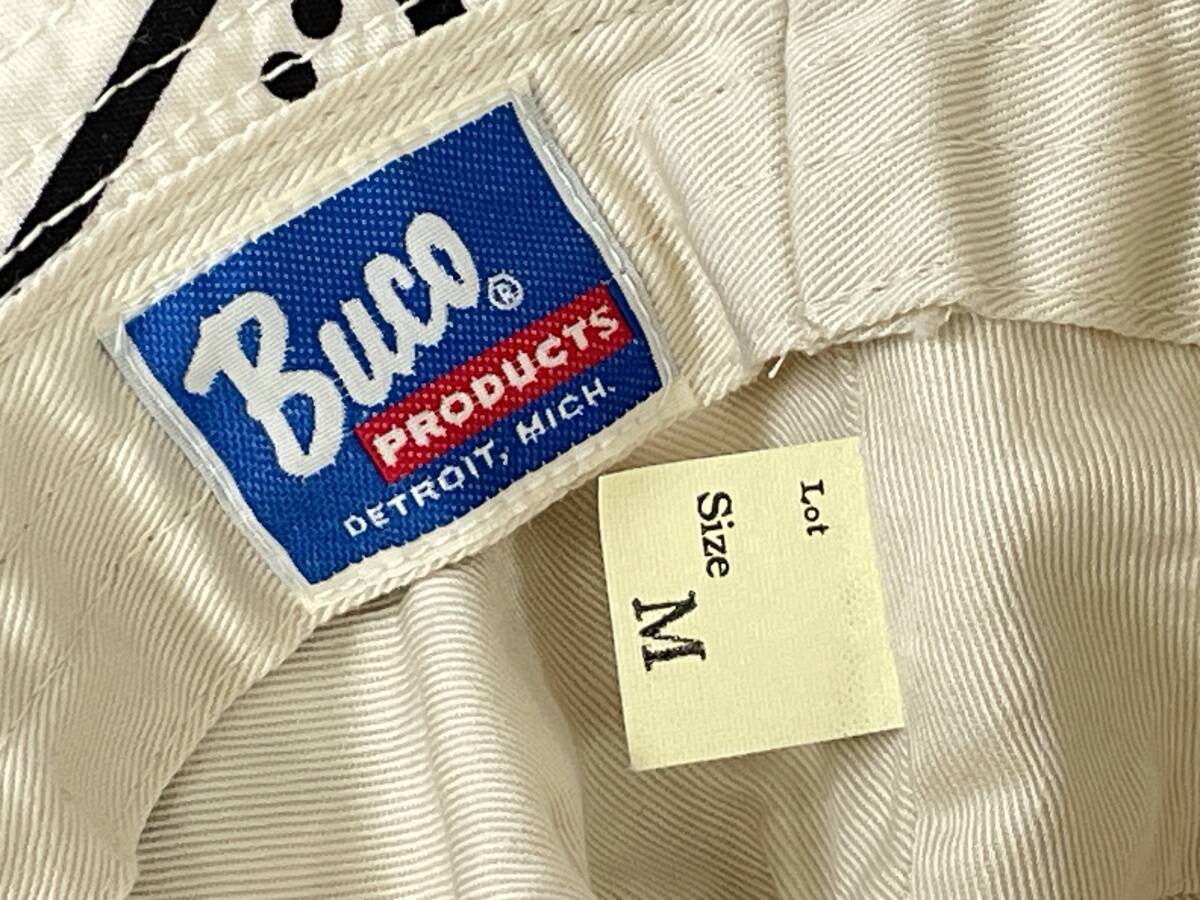 Buco®
PRODUCTS
DETROIT, MICH.
Lot
Size M